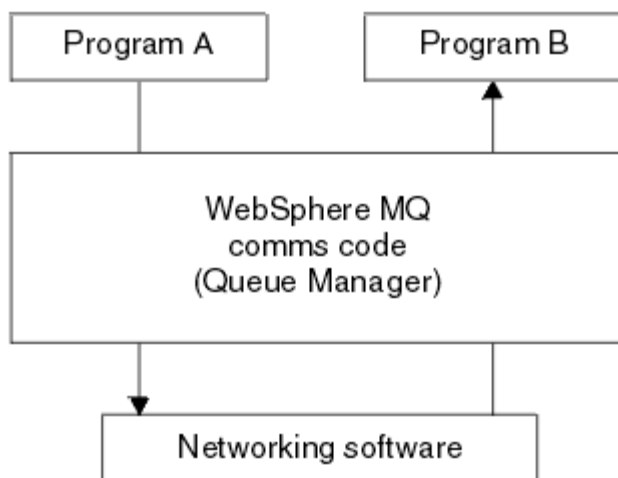 Program A
Program B
WebSphere MQ
comms code
(Queue Manager)
Networking software